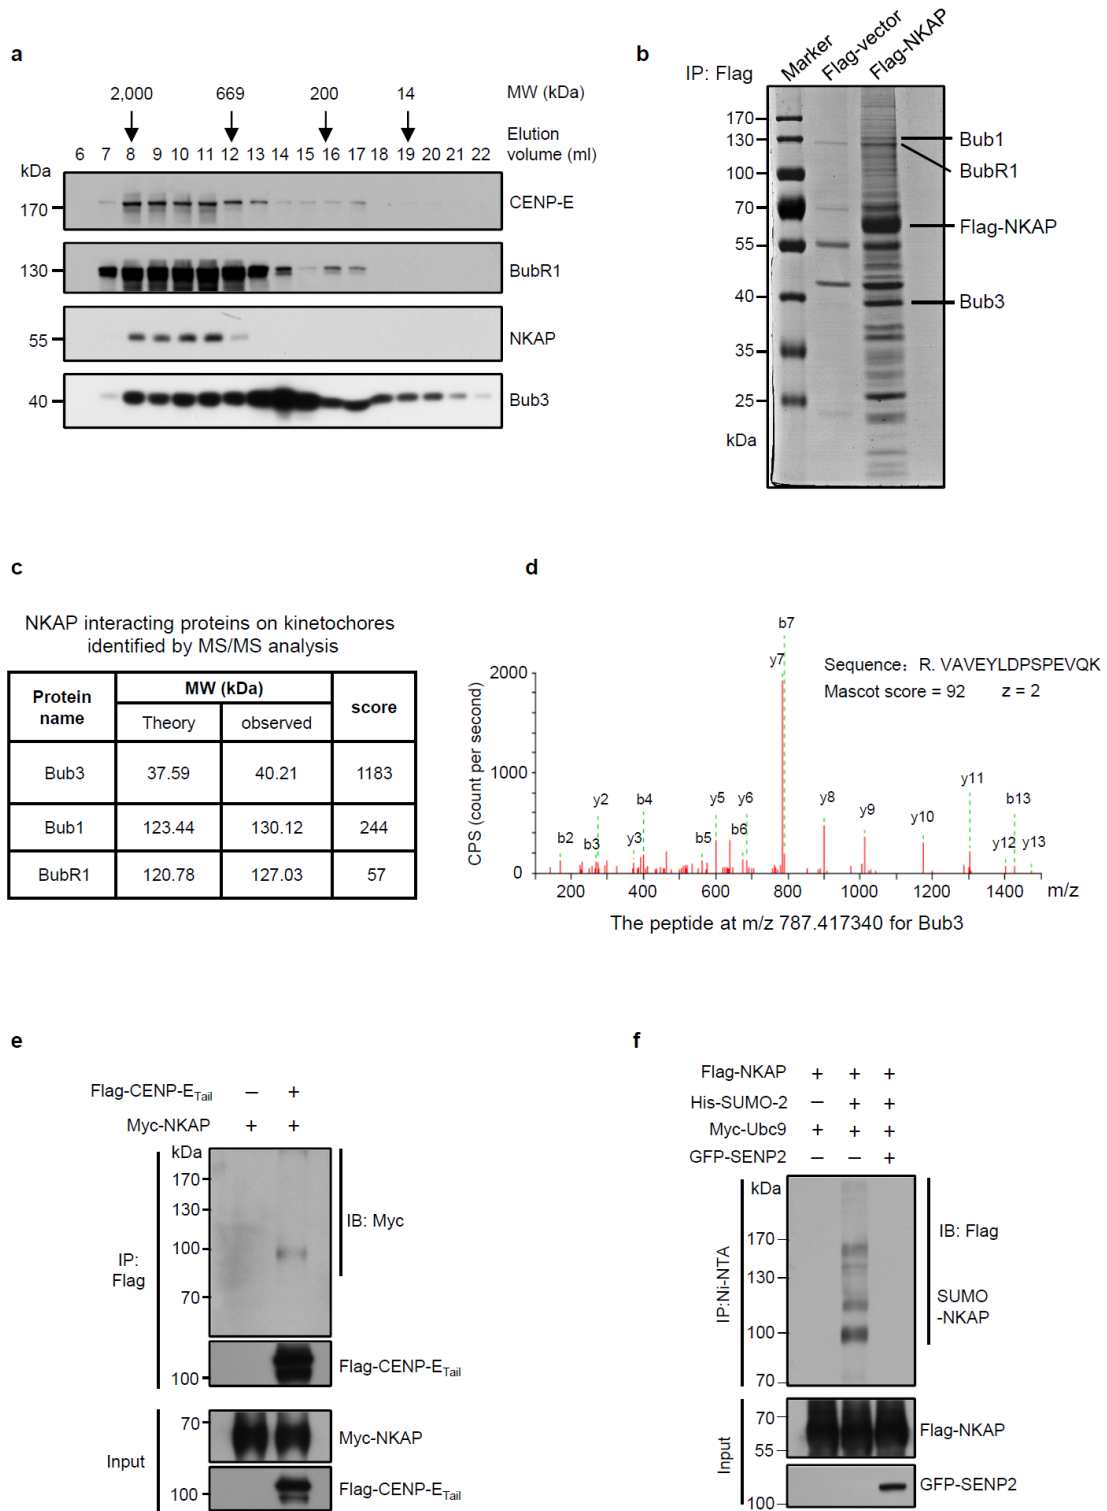 a
2,000 669 200 14 MW (kDa)
Elution
6 7 8 9 10 11 12 13 14 15 16 17 18 19 20 21 22 volume (ml)
kDa
170 CENP-E
130 BubR1
55 NKAP
40 Bub3
b
IP: Flag Marker Flag-vector Flag-NKAP
170
130 Bub1
BubR1
100
70
Flag-NKAP
55
40 Bub3
35
25
kDa
c
NKAP interacting proteins on kinetochores
identified by MS/MS analysis
Protein name MW (kDa) score
Theory observed
Bub3 37.59 40.21 1183
Bub1 123.44 130.12 244
BubR1 120.78 127.03 57
d
b7
y7 Sequence: R. VAVEYLDPSPEVQK
2000 Mascot score = 92 z = 2
CPS (count per second)
1000
y2 b4 y5 y6 y8 y9 y10 y11 b13
b2 b3 y3 b5 b6 y12 y13
0
200 400 600 800 1000 1200 1400 m/z
The peptide at m/z 787.417340 for Bub3
e
Flag-CENP-ETail – +
Myc-NKAP + +
kDa
170
130 IB: Myc
IP: Flag
100
70
100 Flag-CENP-ETail
Input
70 Myc-NKAP
100 Flag-CENP-ETail
f
Flag-NKAP + + +
His-SUMO-2 – + +
Myc-Ubc9 + + +
GFP-SENP2 – – +
kDa
IP:Ni-NTA
170 IB: Flag
130
SUMO
-NKAP
100
70
Input
70 Flag-NKAP
55
GFP-SENP2
100